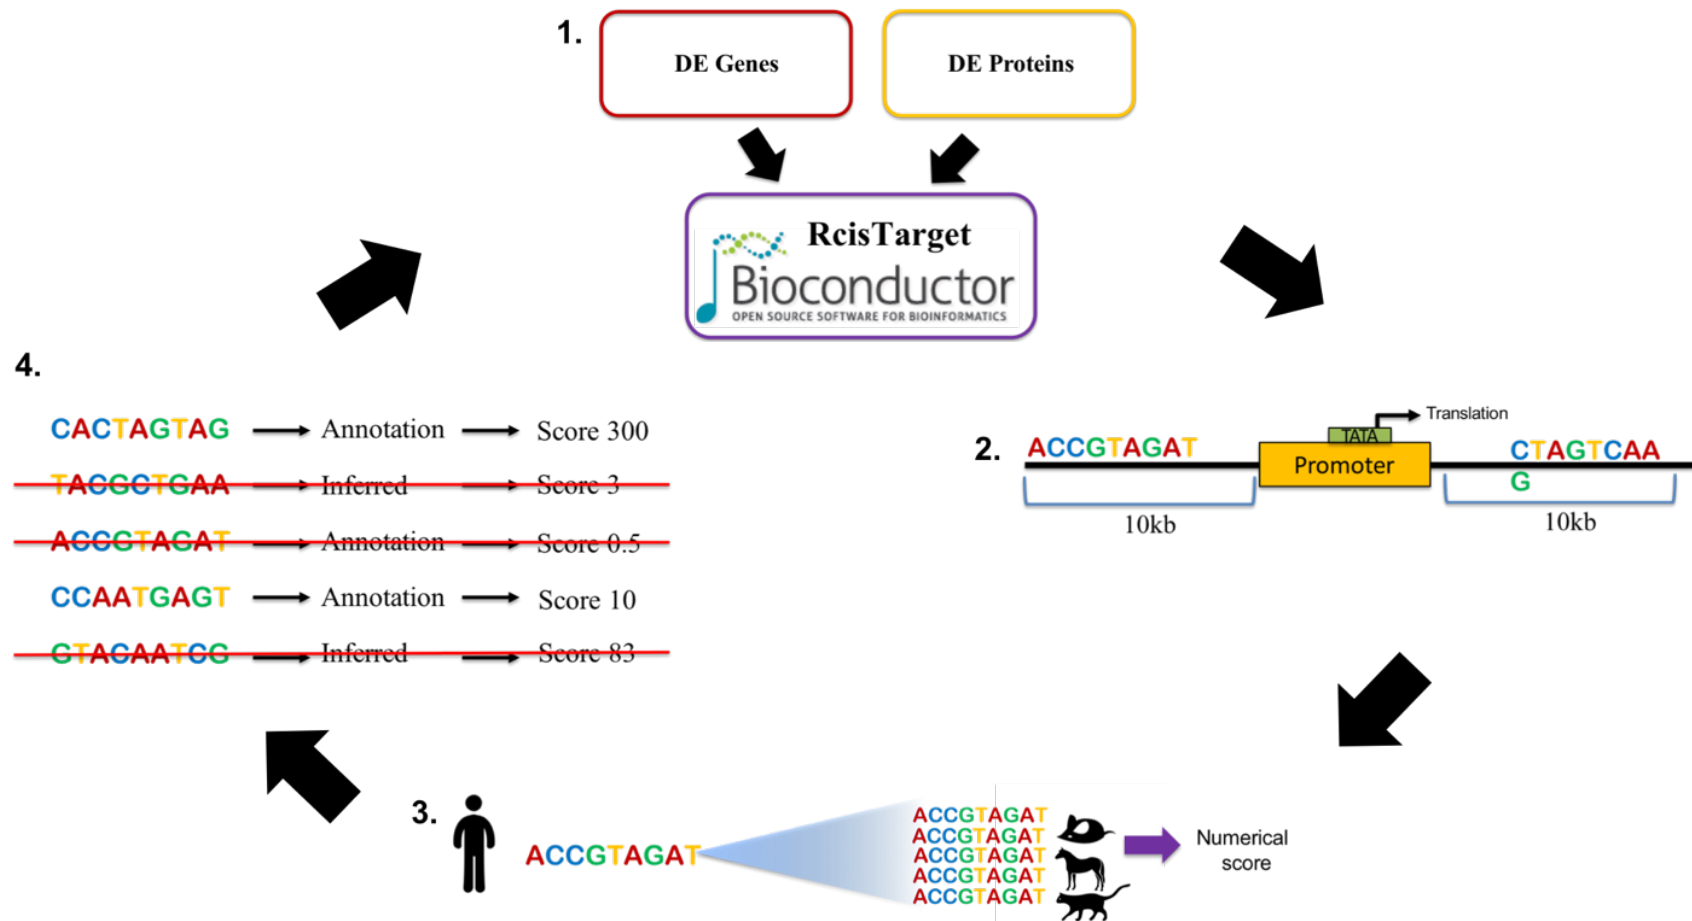 1.
DE Genes
DE Proteins
RcisTarget
Bioconductor
OPEN SOURCE SOFTWARE FOR BIOINFORMATICS
2.
ACCGTAGAT
TATA
Translation
Promoter
CTAGTCAA
G
10kb
10kb
3.
ACCGTAGAT
ACCGTAGAT
ACCGTAGAT
ACCGTAGAT
ACCGTAGAT
ACCGTAGAT
Numerical
score
4.
CACTAGTAG Annotation Score 300
TACGCTGAA Inferred Score 3
ACCGTAGAT Annotation Score 0.5
CCAATGAGT Annotation Score 10
GTACAATCG Inferred Score 83